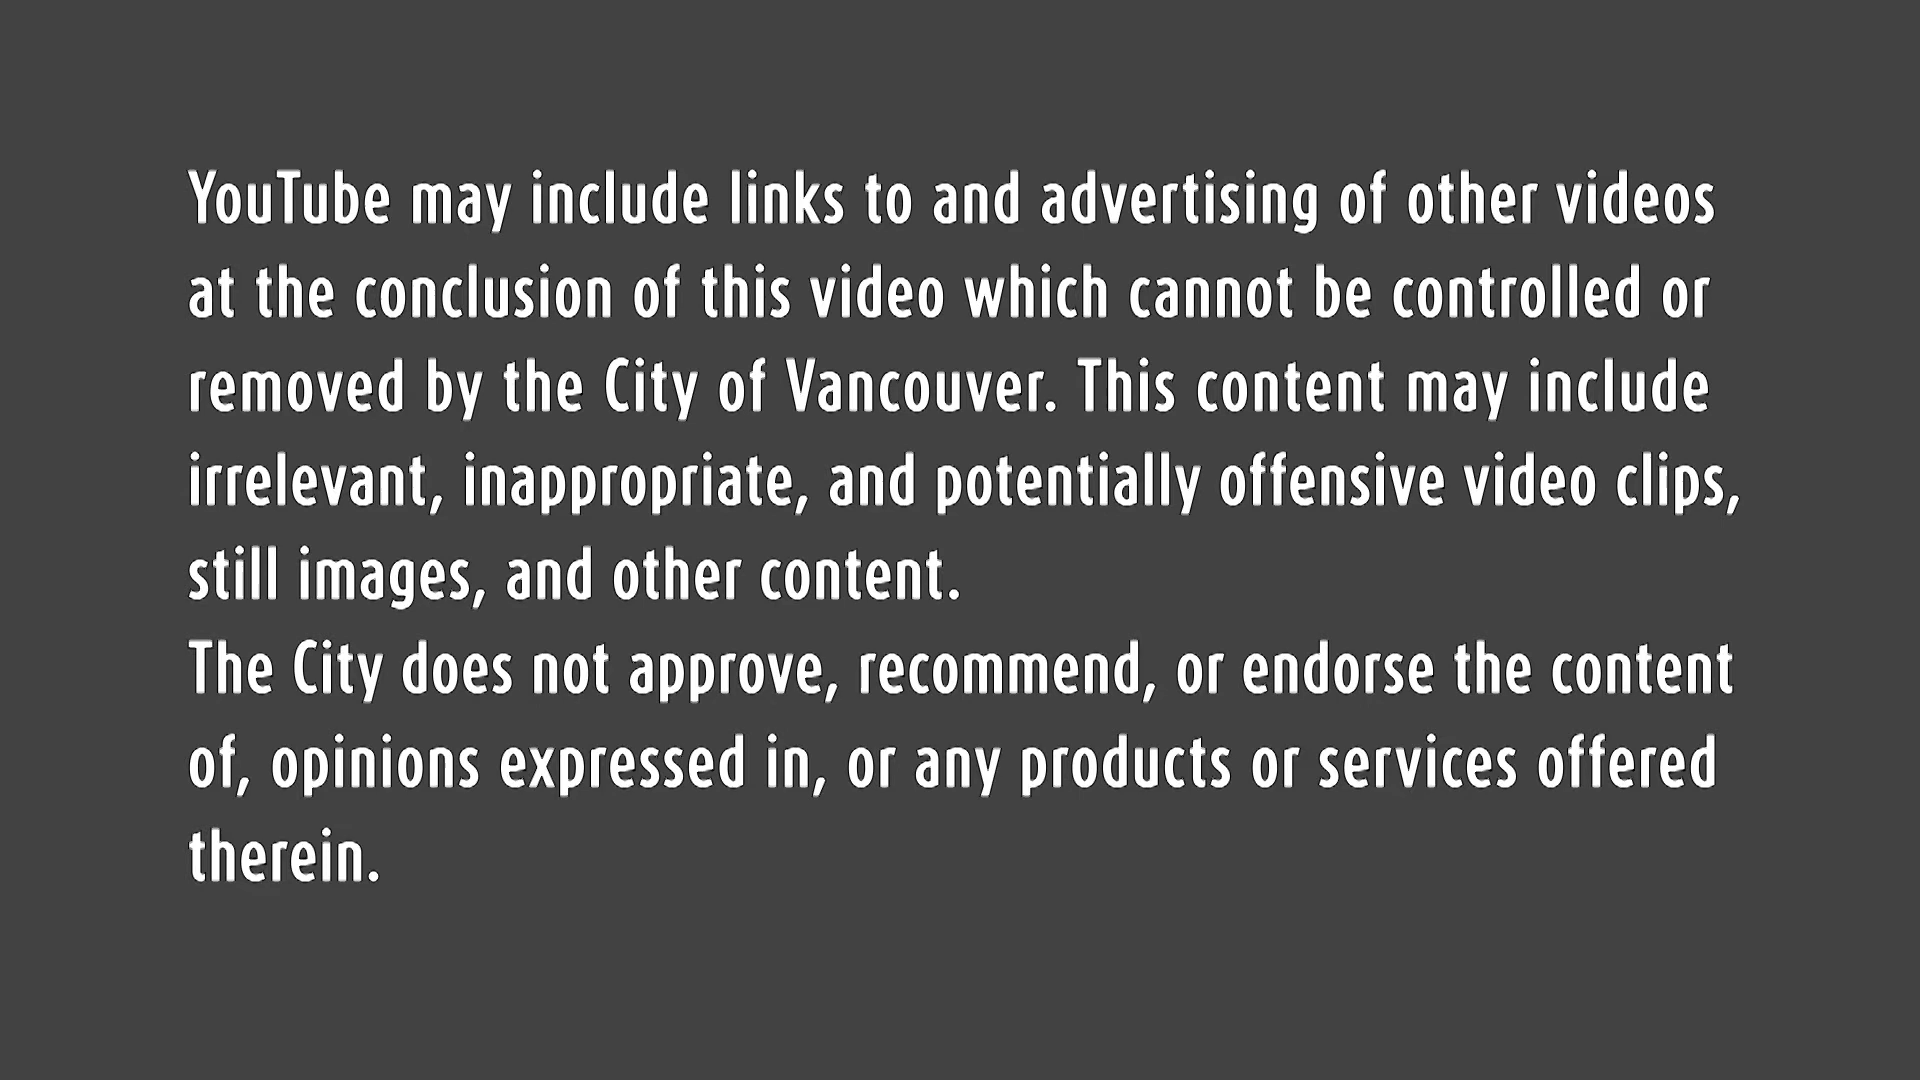 YouTube may include links to and advertising of other videos
at the conclusion of this video which cannot be controlled or
removed by the City of Vancouver. This content may include
irrelevant, inappropriate, and potentially offensive video clips,
still images, and other content.
The City does not approve, recommend, or endorse the content
of, opinions expressed in, or any products or services offered
therein.